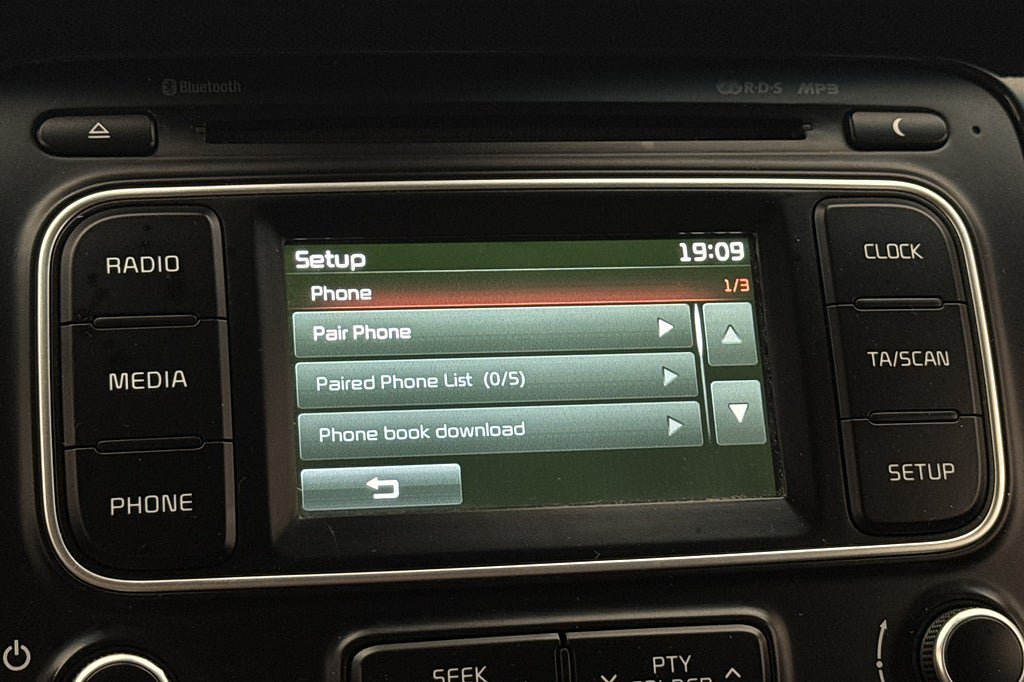 Bluetooth
R·D·S MP3
RADIO
MEDIA
PHONE
Setup 19:09
Phone 1/3
Pair Phone
Paired Phone List (0/5)
Phone book download
CLOCK
TA/SCAN
SETUP
SEEK
PTY
FOLDER